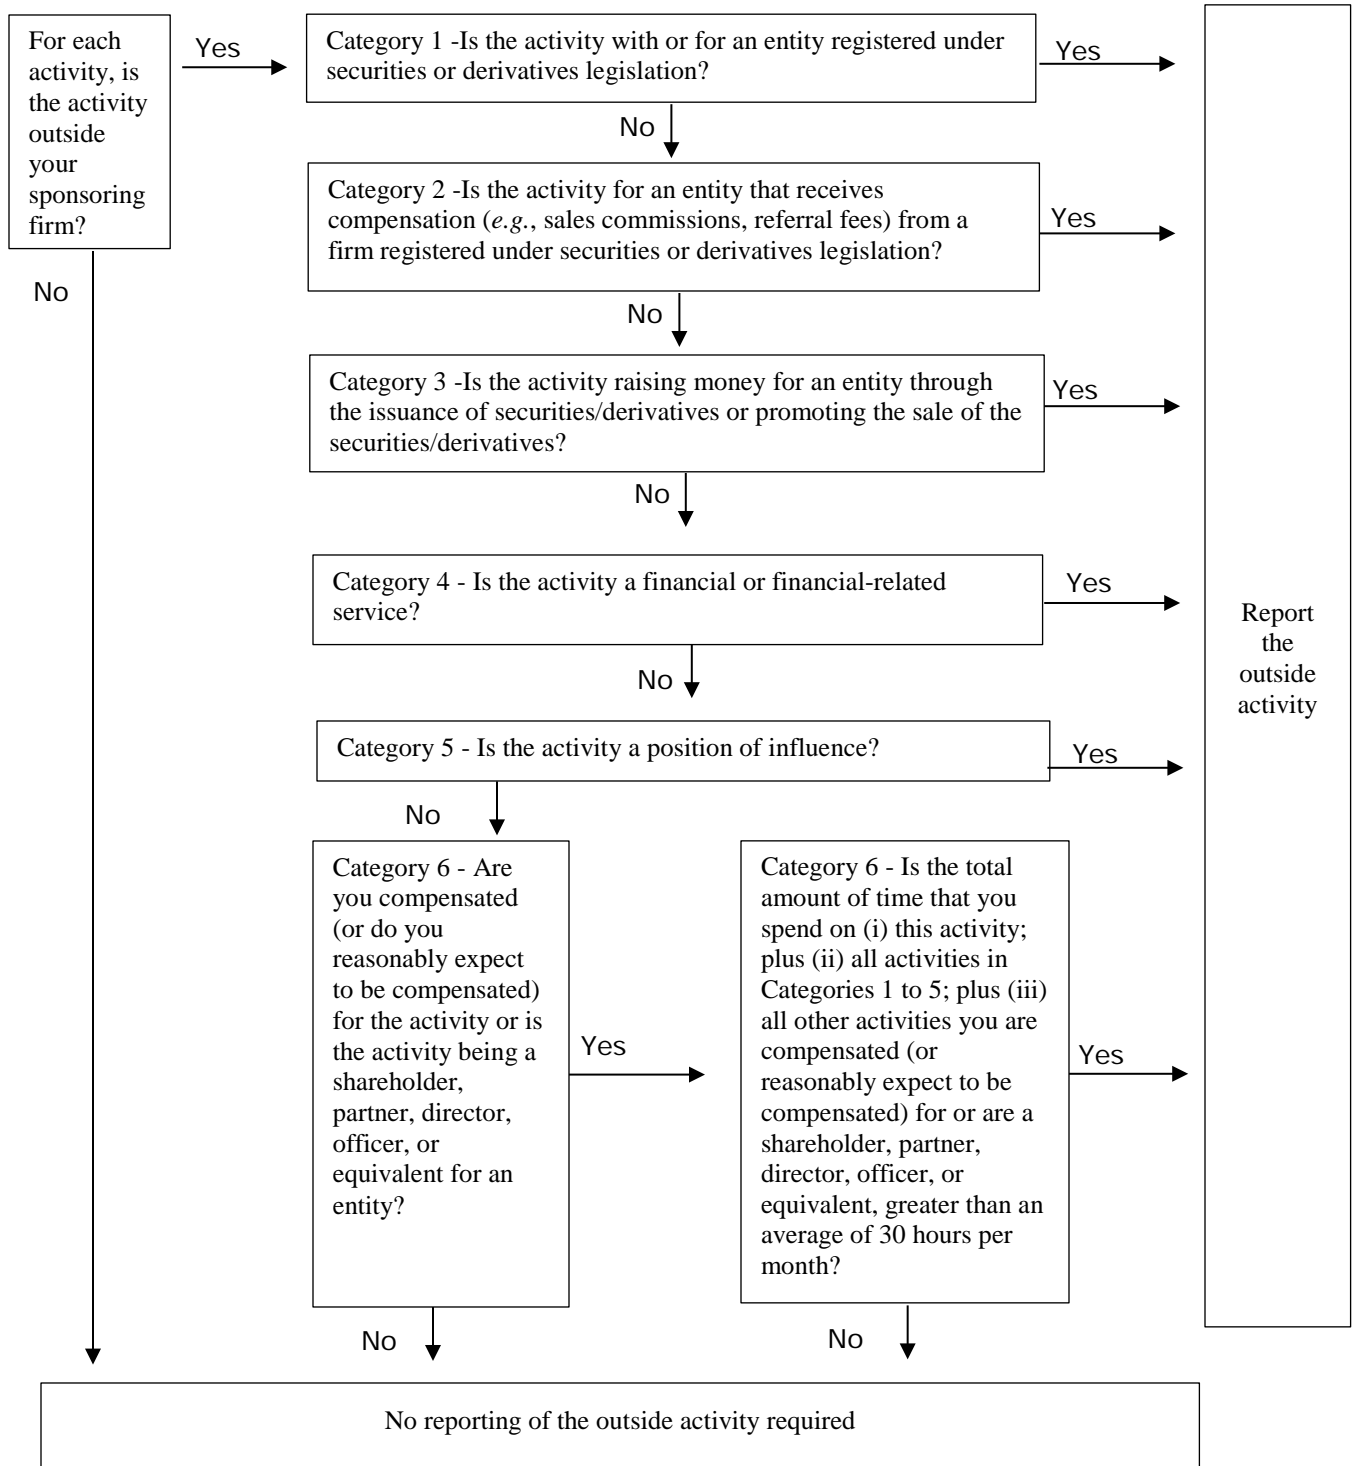 For each
activity, is
the activity
outside
your
sponsoring
firm?
Yes
Category 1 -Is the activity with or for an entity registered under
securities or derivatives legislation?
Yes
No
Category 2 -Is the activity for an entity that receives
compensation (e.g., sales commissions, referral fees) from a
firm registered under securities or derivatives legislation?
Yes
No
No
Category 3 -Is the activity raising money for an entity through
the issuance of securities/derivatives or promoting the sale of the
securities/derivatives?
Yes
No
Category 4 - Is the activity a financial or financial-related
service?
Yes
No
Category 5 - Is the activity a position of influence?
Yes
No
Category 6 - Are
you compensated
(or do you
reasonably expect
to be compensated)
for the activity or is
the activity being a
shareholder,
partner, director,
officer, or
equivalent for an
entity?
Yes
No
Category 6 - Is the total
amount of time that you
spend on (i) this activity;
plus (ii) all activities in
Categories 1 to 5; plus (iii)
all other activities you are
compensated (or
reasonably expect to be
compensated) for or are a
shareholder, partner,
director, officer, or
equivalent, greater than an
average of 30 hours per
month?
Yes
No
Report
the
outside
activity
No reporting of the outside activity required